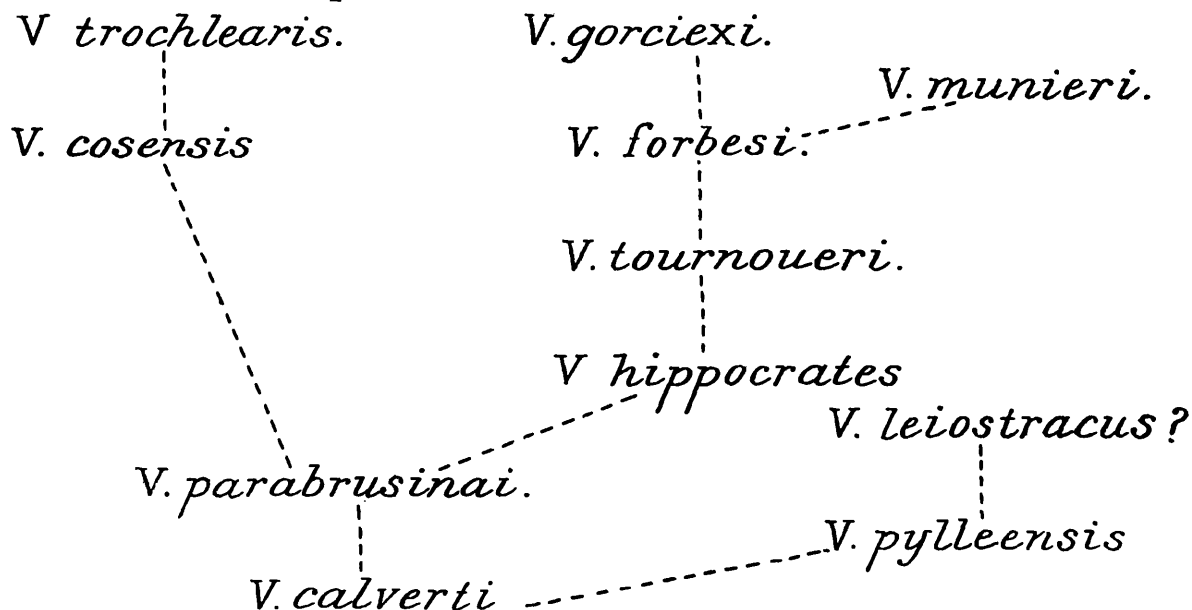 V trochlearis.
V. gorciexi.
V. munieri.
V. cosensis
V. forbesi.
V. tournoueri.
V hippocrates
V. leiostracus?
V. parabrusinai.
V. pylleensis
V. calverti